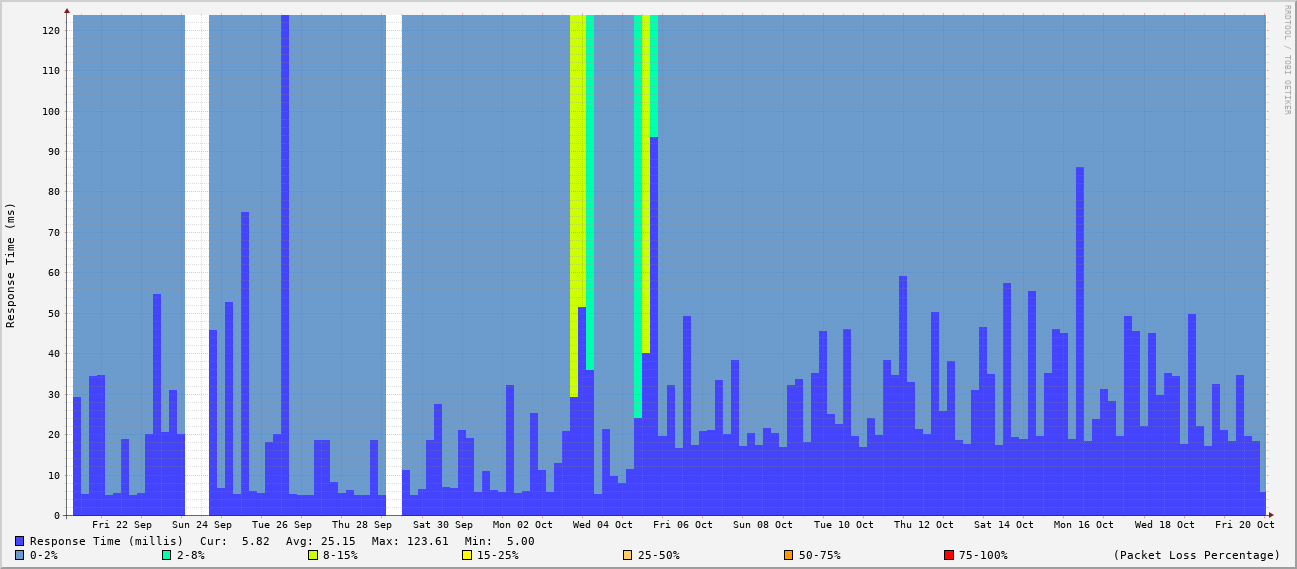 RRDTOOL / TOBI OETIKER
Response Time (ms)
120
110
100
90
80
70
60
50
40
30
20
10
0
Fri 22 Sep Sun 24 Sep Tue 26 Sep Thu 28 Sep Sat 30 Sep Mon 02 Oct Wed 04 Oct Fri 06 Oct Sun 08 Oct Tue 10 Oct Thu 12 Oct Sat 14 Oct Mon 16 Oct Wed 18 Oct Fri 20 Oct
Response Time (millis) Cur: 5.82 Avg: 25.15 Max: 123.61 Min: 5.00
0-2% 2-8% 8-15% 15-25% 25-50% 50-75% 75-100% (Packet Loss Percentage)